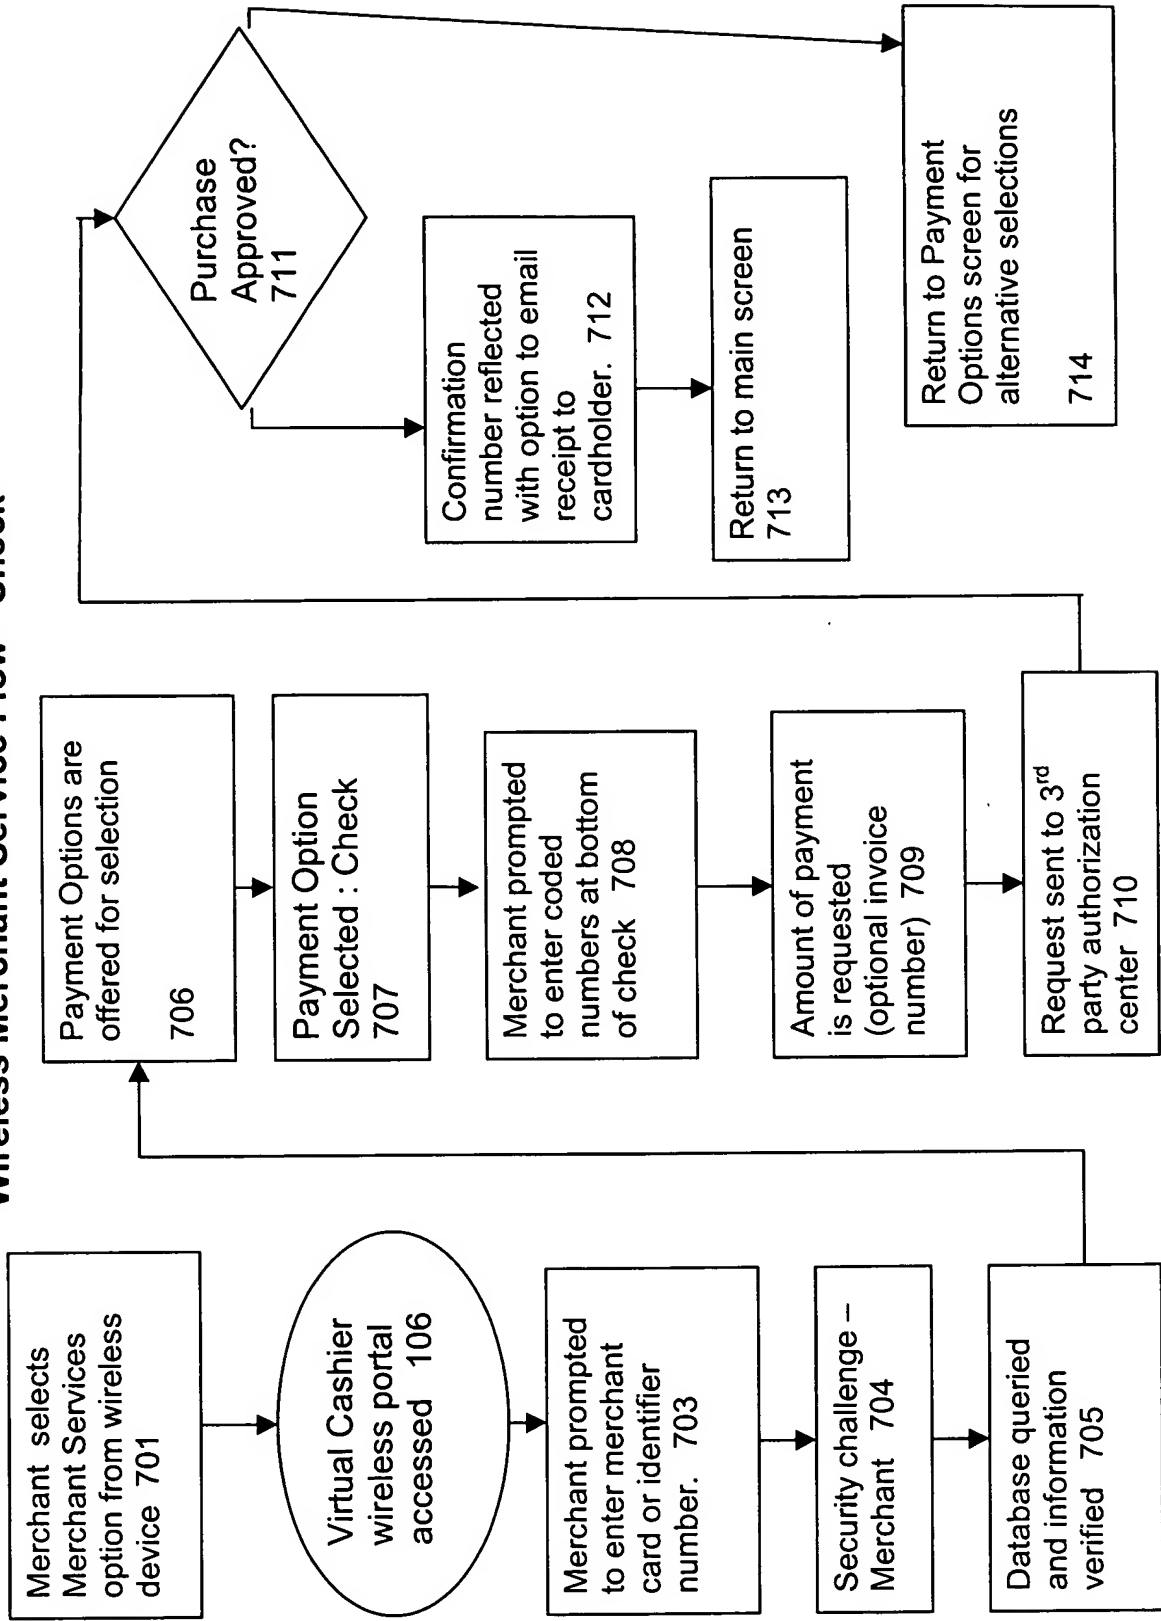 Wireless Merchant Service Flow - Check
Merchant selects
Merchant Services
option from wireless
device 701
Virtual Cashier
wireless portal
accessed 106
Merchant prompted
to enter merchant
card or identifier
number. 703
Security challenge –
Merchant 704
Database queried
and information
verified 705
Payment Options are
offered for selection
706
Payment Option
Selected : Check
707
Merchant prompted
to enter coded
numbers at bottom
of check 708
Amount of payment
is requested
(optional invoice
number) 709
Request sent to 3rd
party authorization
center 710
Purchase
Approved?
711
Confirmation
number reflected
with option to email
receipt to
cardholder. 712
Return to main screen
713
Return to Payment
Options screen for
alternative selections
714